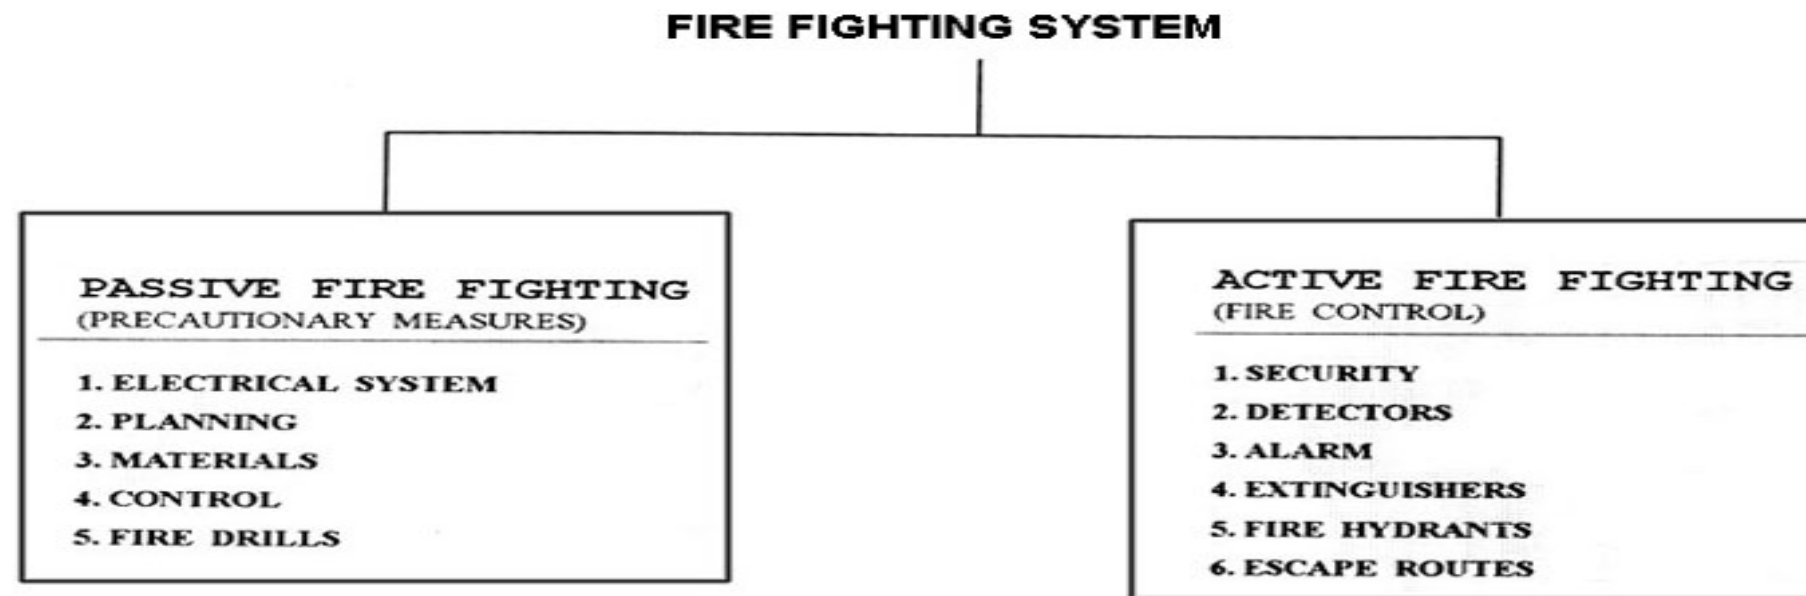 FIRE FIGHTING SYSTEM
PASSIVE FIRE FIGHTING
(PRECAUTIONARY MEASURES)
1. ELECTRICAL SYSTEM
2. PLANNING
3. MATERIALS
4. CONTROL
5. FIRE DRILLS
ACTIVE FIRE FIGHTING
(FIRE CONTROL)
1. SECURITY
2. DETECTORS
3. ALARM
4. EXTINGUISHERS
5. FIRE HYDRANTS
6. ESCAPE ROUTES